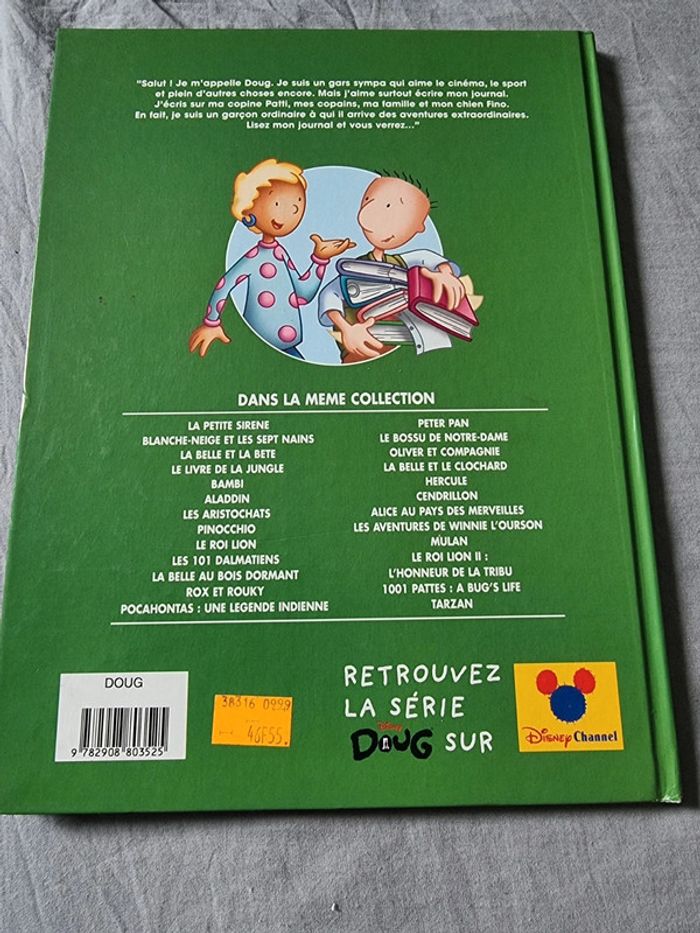 "Salut ! Je m'appelle Doug. Je suis un gars sympa qui aime le cinéma, le sport
et plein d'autres choses encore. Mais j'aime surtout écrire mon journal.
J'écris sur ma copine Patti, mes copains, ma famille et mon chien Fino.
En fait, je suis un garçon ordinaire à qui il arrive des aventures extraordinaires.
Lisez mon journal et vous verrez..."
DANS LA MEME COLLECTION
LA PETITE SIRENE
BLANCHE-NEIGE ET LES SEPT NAINS
LA BELLE ET LA BETE
LE LIVRE DE LA JUNGLE
BAMBI
ALADDIN
LES ARISTOCHATS
PINOCCHIO
LE ROI LION
LES 101 DALMATIENS
LA BELLE AU BOIS DORMANT
ROX ET ROUKY
POCAHONTAS : UNE LEGENDE INDIENNE
PETER PAN
LE BOSSU DE NOTRE-DAME
OLIVER ET COMPAGNIE
LA BELLE ET LE CLOCHARD
HERCULE
CENDRILLON
ALICE AU PAYS DES MERVEILLES
LES AVENTURES DE WINNIE L'OURSON
MULAN
LE ROI LION II :
L'HONNEUR DE LA TRIBU
1001 PATTES : A BUG'S LIFE
TARZAN
DOUG
9 782908 803525
3A316 0999
46F55.
RETROUVEZ
LA SÉRIE
Disney
DOUG SUR
Disney Channel